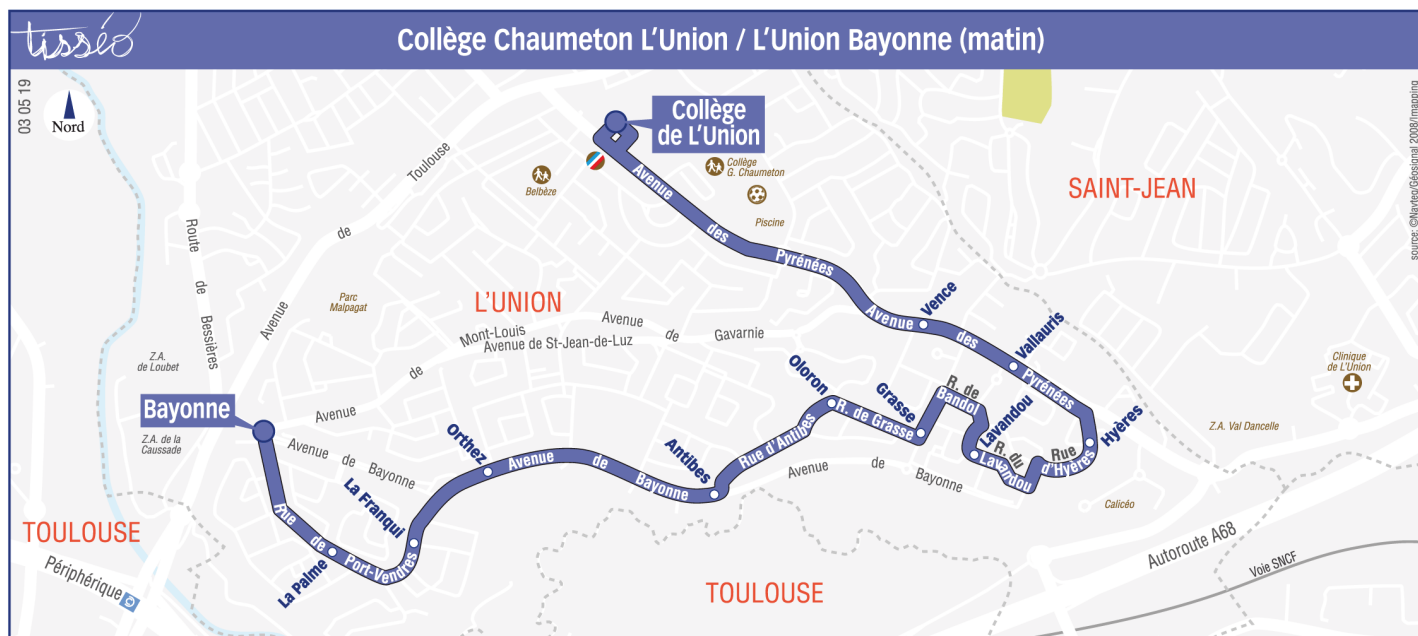 tisséo
Collège Chaumeton L'Union / L'Union Bayonne (matin)
03 05 19
Nord
Collège
de L'Union
Collège
G. Chaumeton
Belbèze
Piscine
SAINT-JEAN
source: ©Navteq/Géosional 2008/Imapping
Avenue
de
Toulouse
Route
de
Bessières
Avenue
des
Pyrénées
Avenue
des
Pyrénées
Parc
Malpagat
L'UNION
Mont-Louis
Avenue
de
Gavarnie
Avenue de St-Jean-de-Luz
de
Avenue
Vence
Vallauris
Hyères
Z.A.
de Loubet
Bayonne
Z.A. de la
Caussade
Clinique
de L'Union
Z.A. Val Dancelle
Oloron
Grasse
R. de
Bandol
Lavandou
R. du
Lavandou
Rue
d'Hyères
R. de Grasse
Rue d'Antibes
Antibes
Orthez
Avenue
de
Bayonne
Avenue
de
Bayonne
Avenue de Bayonne
La Franqui
Rue
de
Port-Vendres
La Palme
Calicéo
TOULOUSE
Périphérique
TOULOUSE
Autoroute A68
Voie SNCF